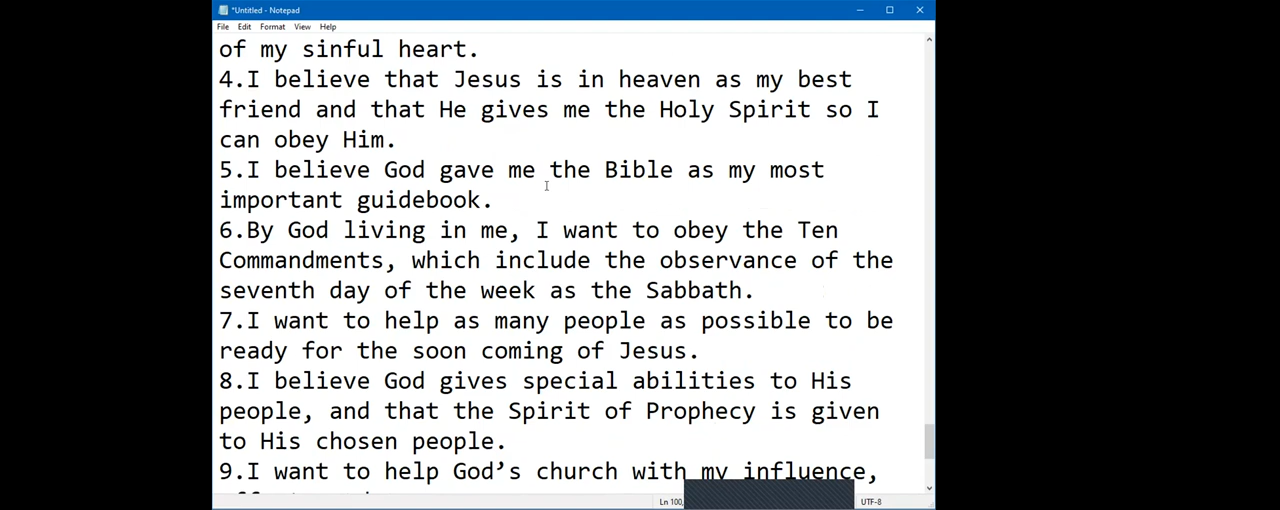 *Untitled - Notepad
File Edit Format View Help
of my sinful heart.
4.I believe that Jesus is in heaven as my best
friend and that He gives me the Holy Spirit so I
can obey Him.
5.I believe God gave me the Bible as my most
important guidebook.
6.By God living in me, I want to obey the Ten
Commandments, which include the observance of the
seventh day of the week as the Sabbath.
7.I want to help as many people as possible to be
ready for the soon coming of Jesus.
8.I believe God gives special abilities to His
people, and that the Spirit of Prophecy is given
to His chosen people.
9.I want to help God’s church with my influence,
Ln 100, UTF-8